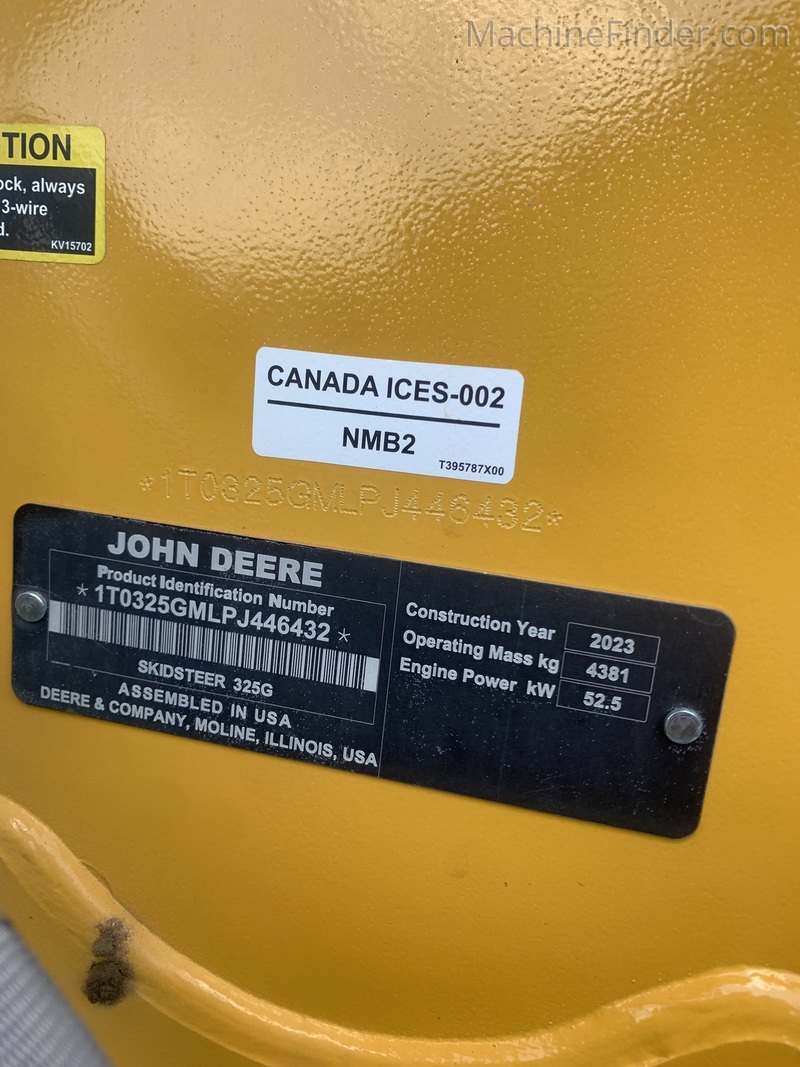 MachineFinder.com
TION
ock, always
3-wire
d.
KV15702
CANADA ICES-002
NMB2
T395787X00
*1T0325GMLPJ446432*
JOHN DEERE
Product Identification Number
*1T0325GMLPJ446432*
SKIDSTEER 325G
ASSEMBLED IN USA
DEERE & COMPANY, MOLINE, ILLINOIS, USA
Construction Year 2023
Operating Mass kg 4381
Engine Power kW 52.5